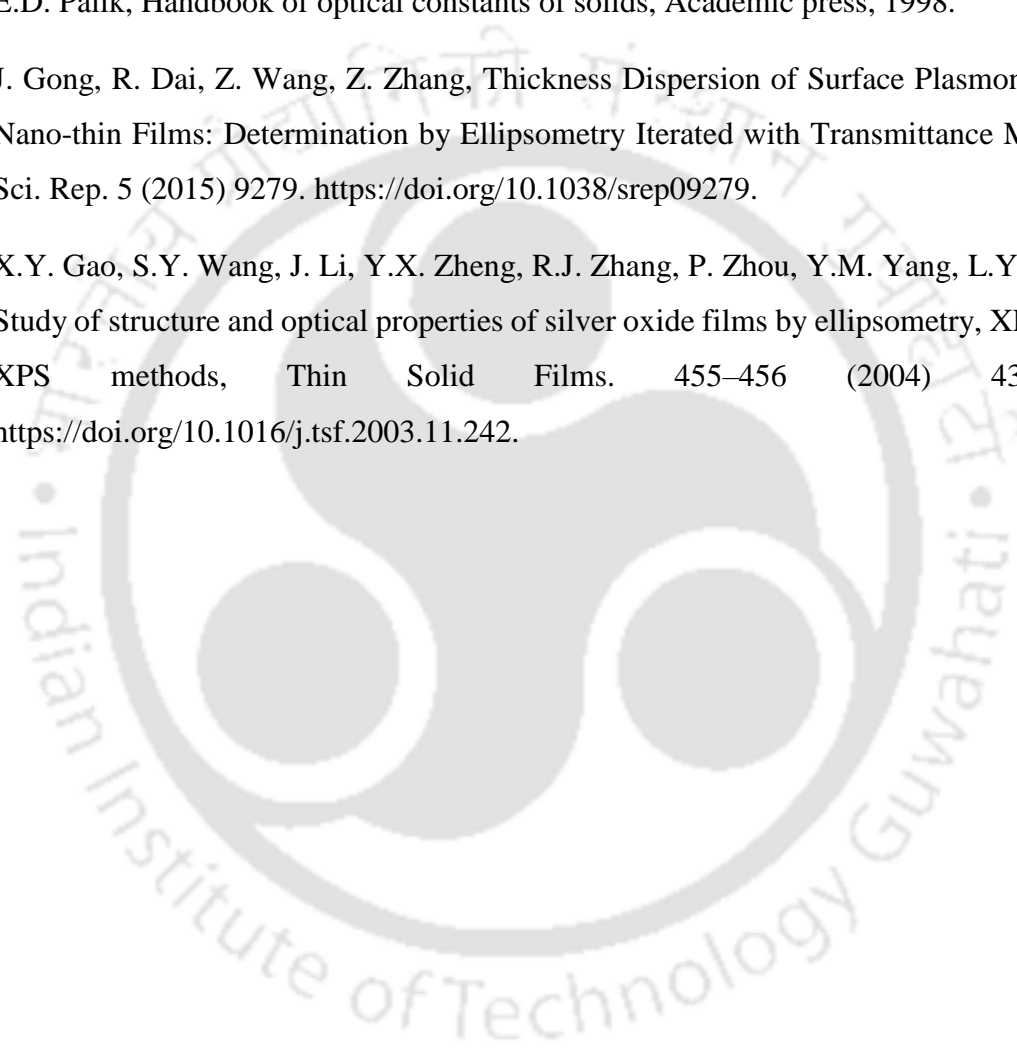 E.D. Palik, Handbook of optical constants of solids, Academic press, 1998.
J. Gong, R. Dai, Z. Wang, Z. Zhang, Thickness Dispersion of Surface Plasmon
Nano-thin Films: Determination by Ellipsometry Iterated with Transmittance M
Sci. Rep. 5 (2015) 9279. https://doi.org/10.1038/srep09279.
X.Y. Gao, S.Y. Wang, J. Li, Y.X. Zheng, R.J. Zhang, P. Zhou, Y.M. Yang, L.Y
Study of structure and optical properties of silver oxide films by ellipsometry,
XPS methods, Thin Solid Films. 455–456 (2004) 43
https://doi.org/10.1016/j.tsf.2003.11.242.
भारतीय प्रौद्योगिकी संस्थान गुवाहाटी
Indian Institute of Technology Guwahati